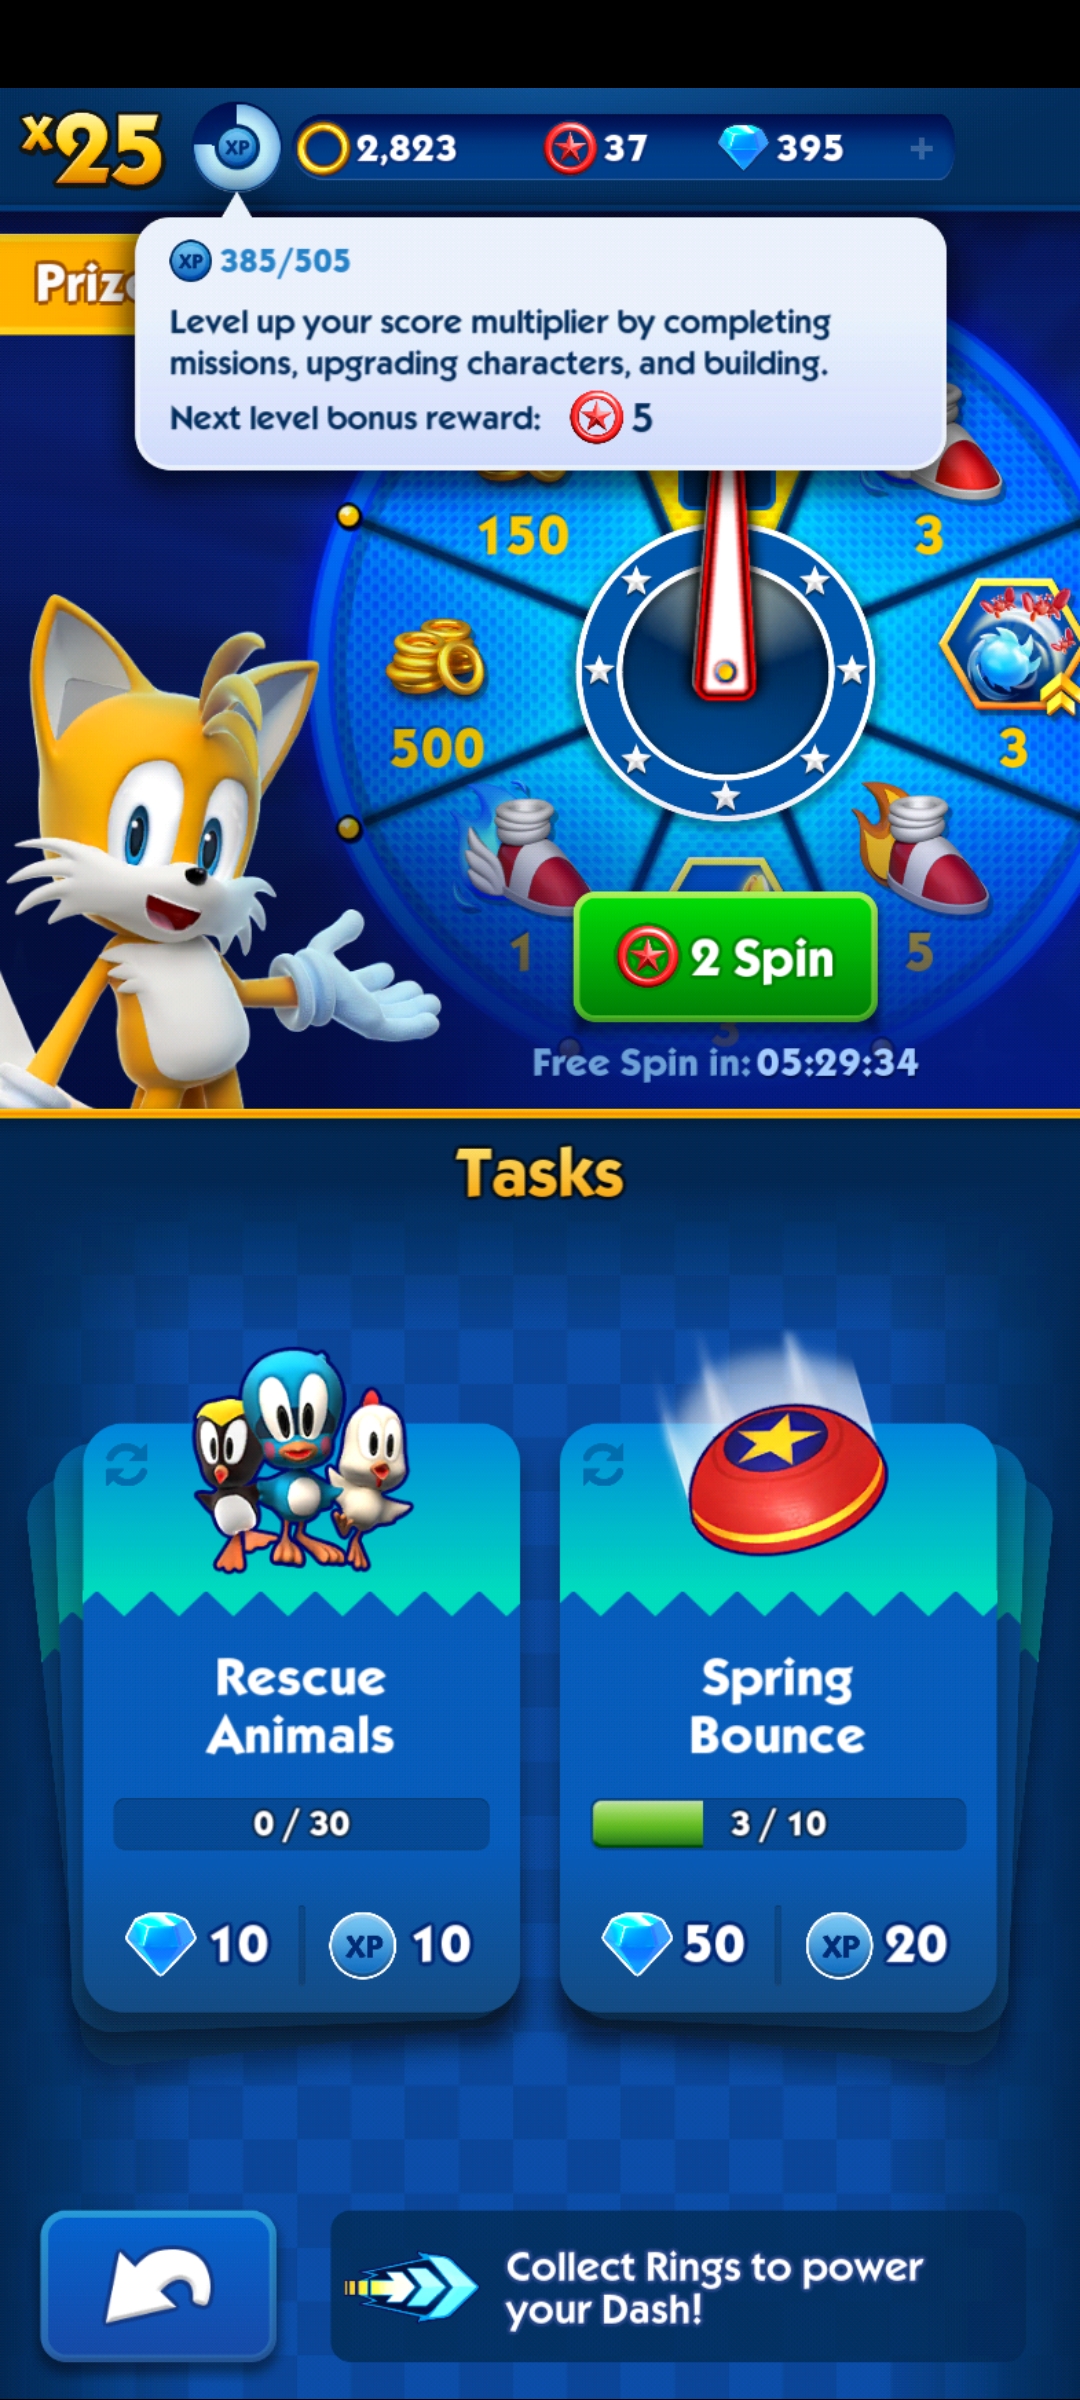 x25
XP
2,823
37
395
+
XP 385/505
Level up your score multiplier by completing
missions, upgrading characters, and building.
Next level bonus reward: 5
150
3
500
3
1
2 Spin
5
3
Free Spin in: 05:29:34
Tasks
Rescue
Animals
0 / 30
10
XP 10
Spring
Bounce
3 / 10
50
XP 20
Collect Rings to power
your Dash!